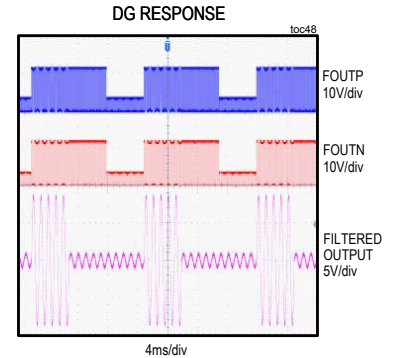 DG RESPONSE
toc48
FOUTP
10V/div
FOUTN
10V/div
FILTERED
OUTPUT
5V/div
4ms/div